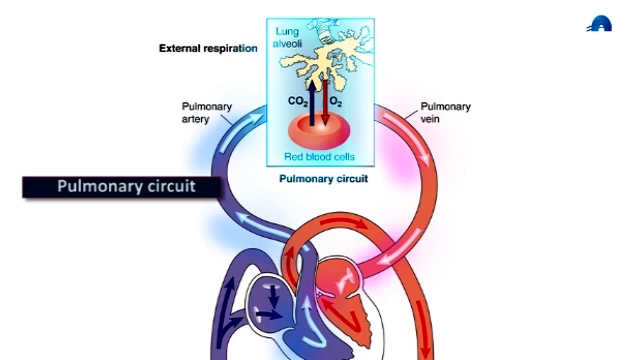 Lung
alveoli
External respiration
CO₂
O₂
Pulmonary
artery
Pulmonary
vein
Red blood cells
Pulmonary circuit
Pulmonary circuit